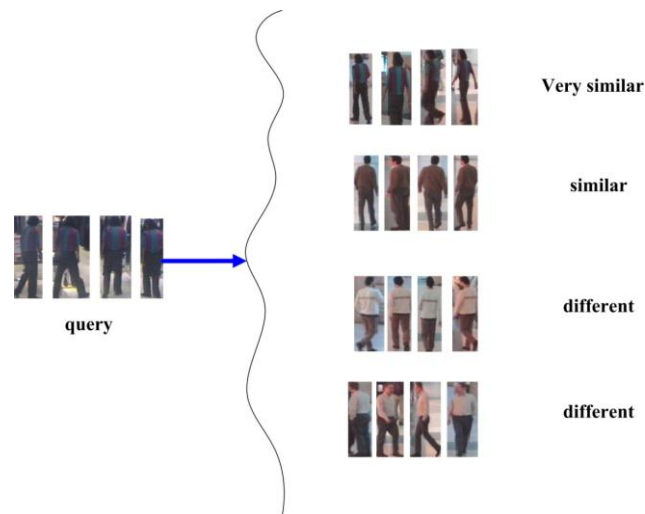 Very similar
similar
query
different
different